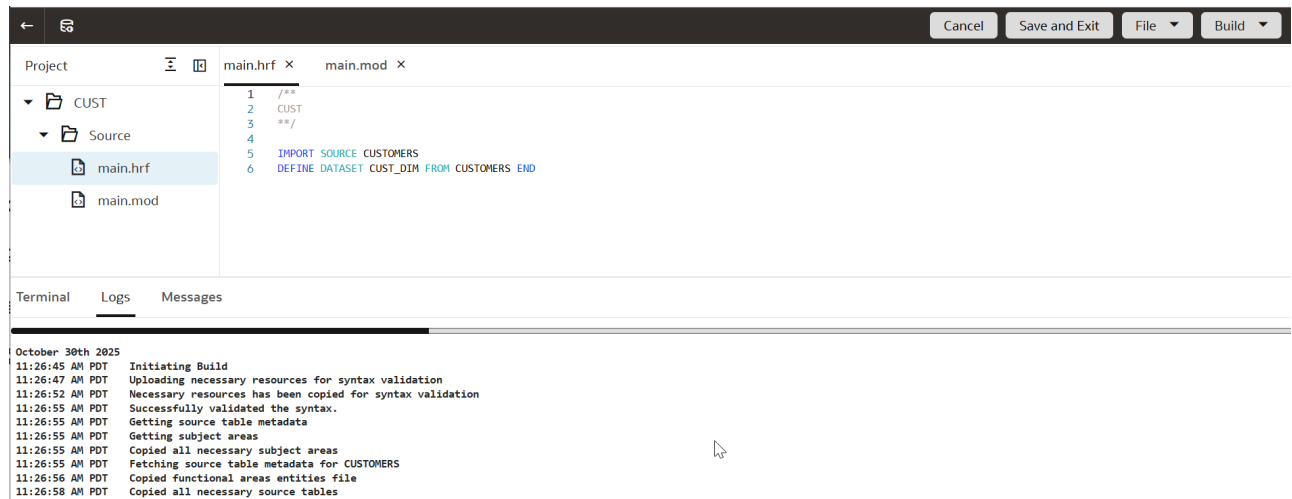 Cancel Save and Exit File Build
Project
main.hrf × main.mod ×
CUST
Source
main.hrf
main.mod
1 /**
2 CUST
3 **/
4
5 IMPORT SOURCE CUSTOMERS
6 DEFINE DATASET CUST_DIM FROM CUSTOMERS END
Terminal Logs Messages
October 30th 2025
11:26:45 AM PDT Initiating Build
11:26:47 AM PDT Uploading necessary resources for syntax validation
11:26:52 AM PDT Necessary resources has been copied for syntax validation
11:26:55 AM PDT Successfully validated the syntax.
11:26:55 AM PDT Getting source table metadata
11:26:55 AM PDT Getting subject areas
11:26:55 AM PDT Copied all necessary subject areas
11:26:55 AM PDT Fetching source table metadata for CUSTOMERS
11:26:56 AM PDT Copied functional areas entities file
11:26:58 AM PDT Copied all necessary source tables